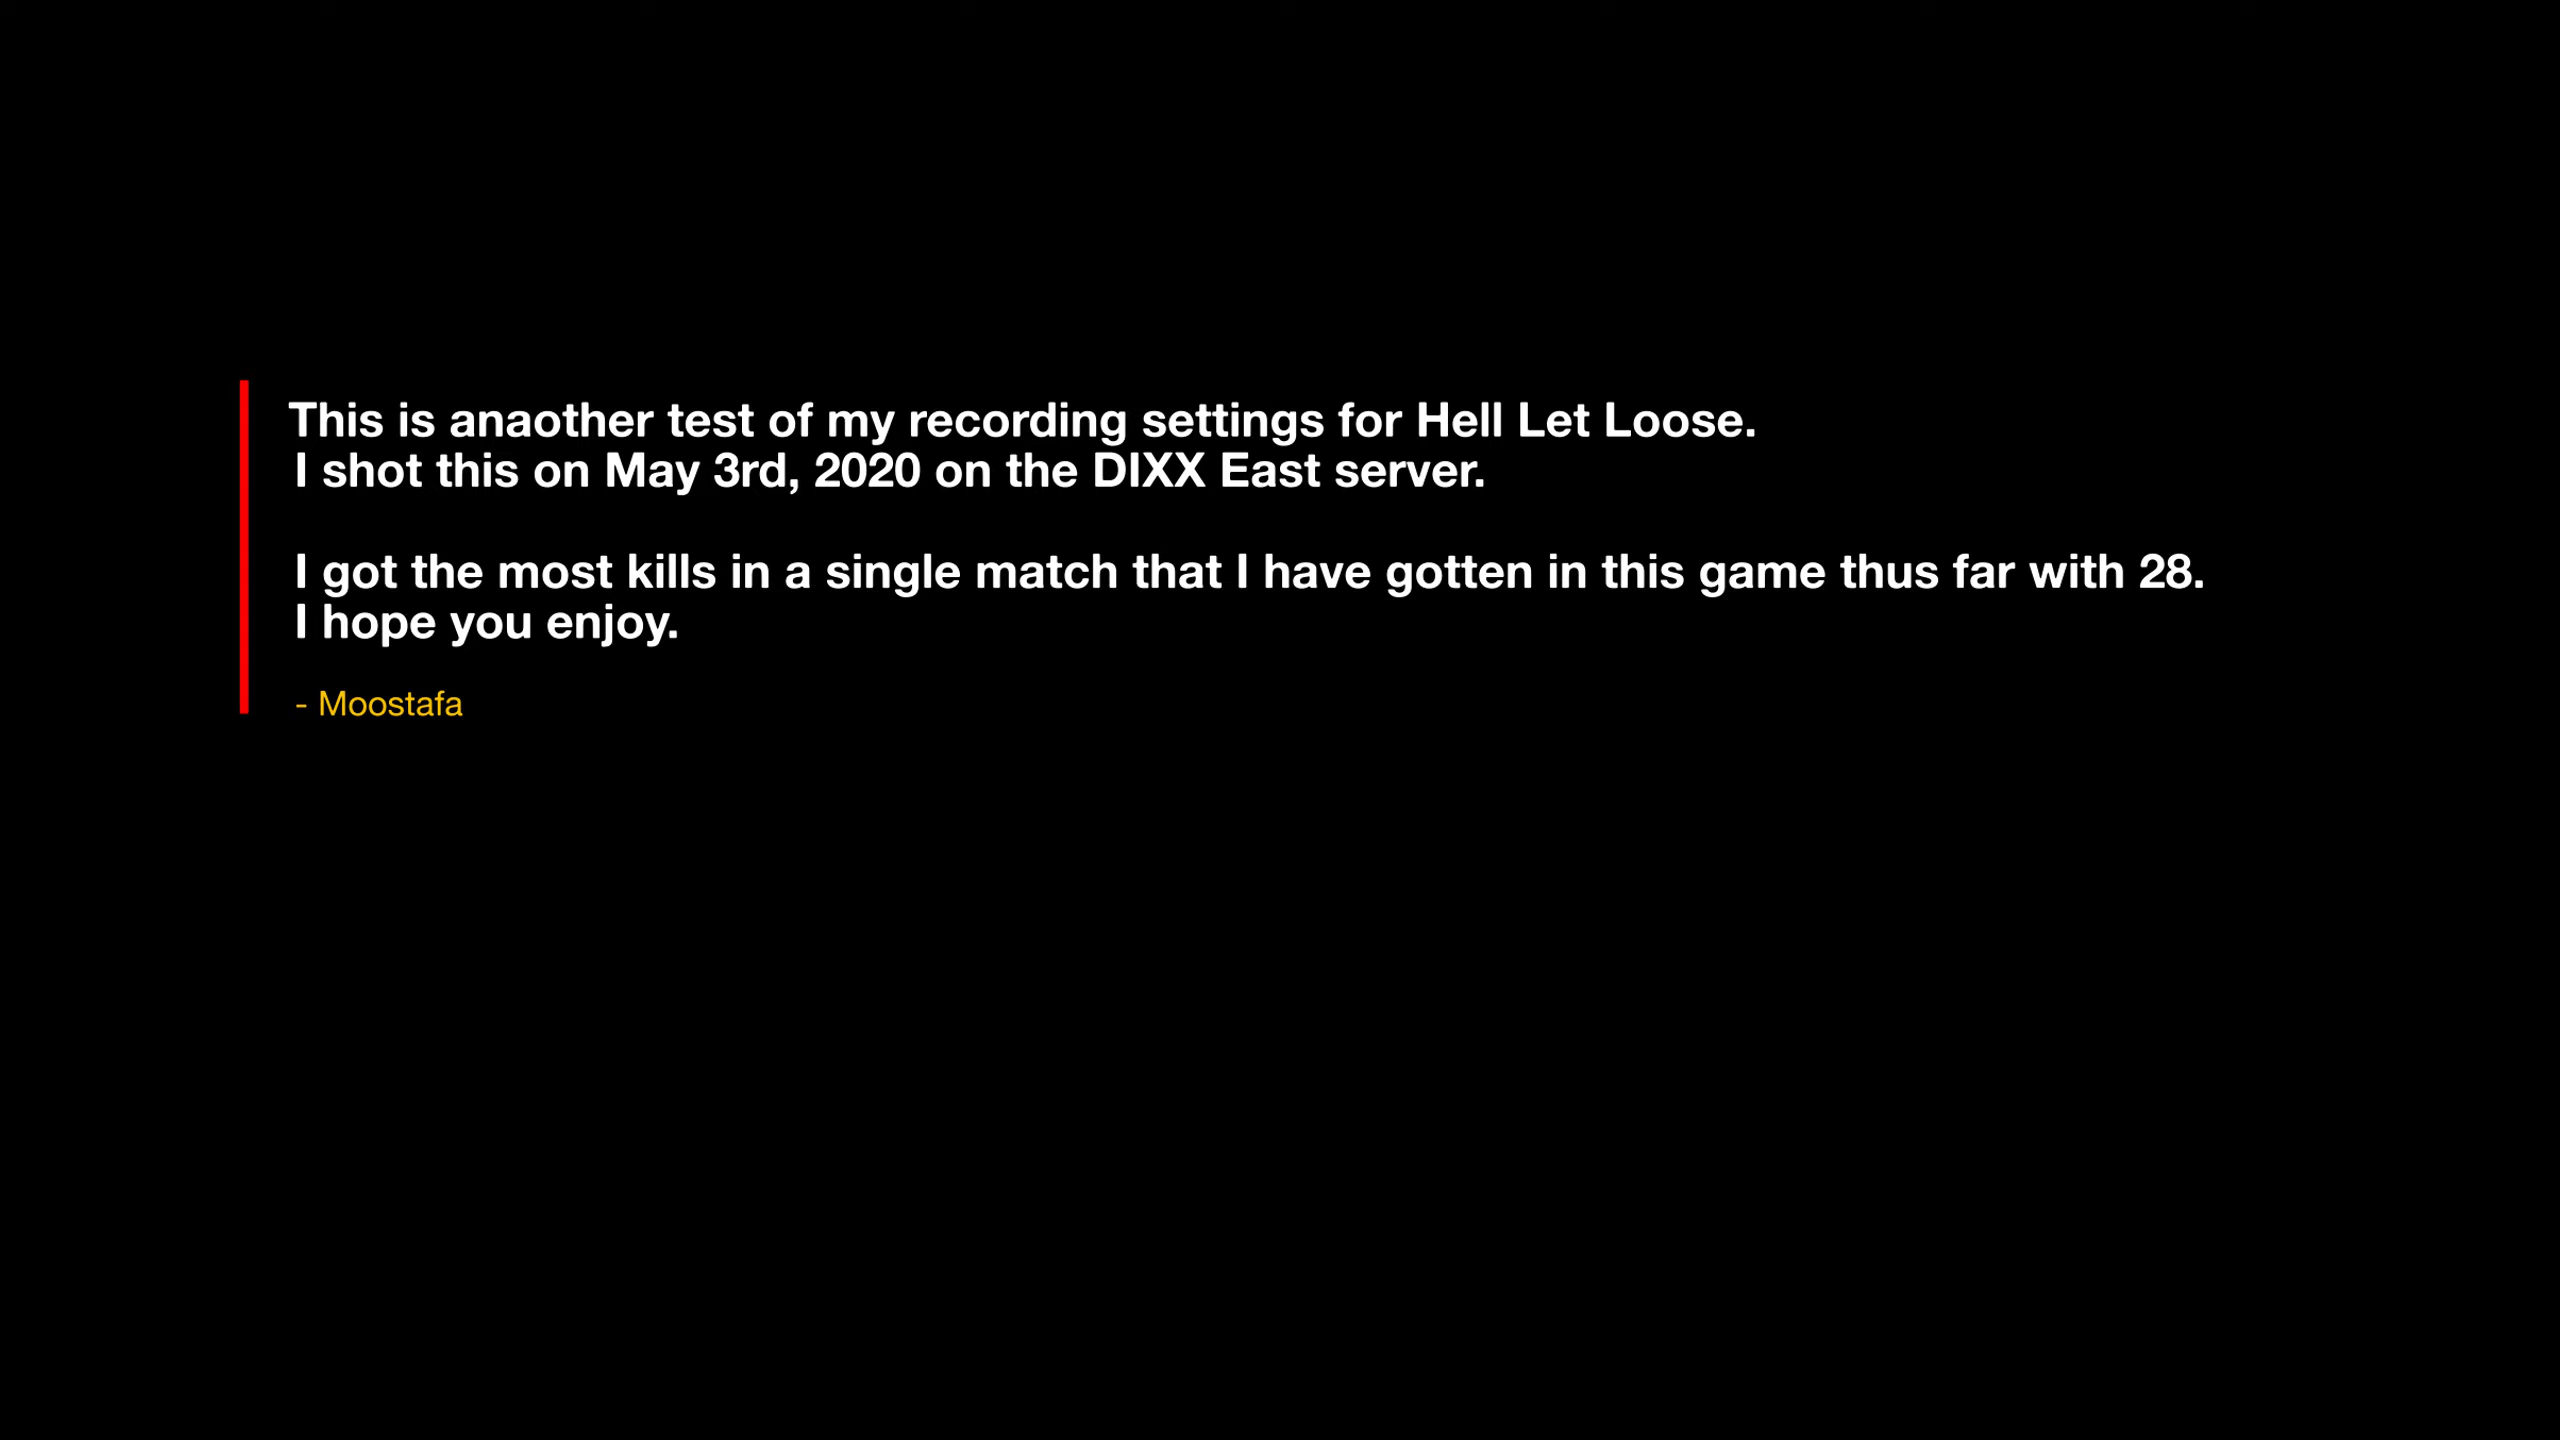 This is anaother test of my recording settings for Hell Let Loose.
I shot this on May 3rd, 2020 on the DIXX East server.
I got the most kills in a single match that I have gotten in this game thus far with 28.
I hope you enjoy.
- Moostafa